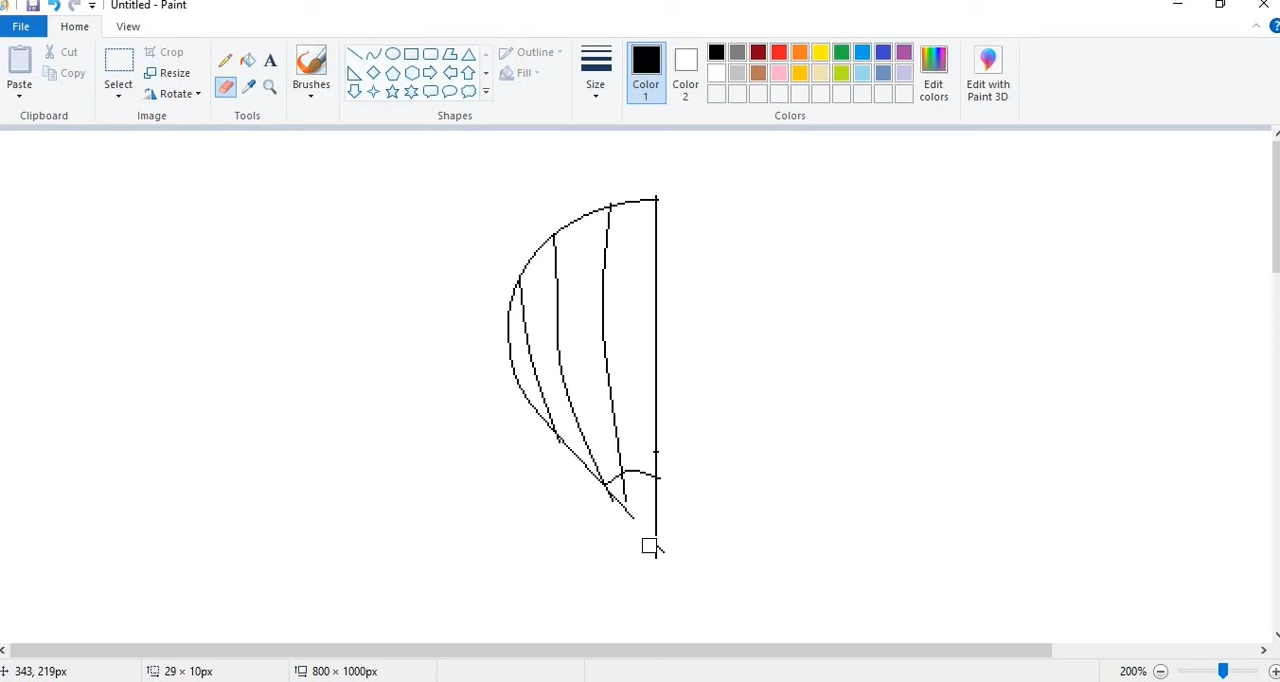 Untitled - Paint
File Home View
Paste
Cut
Copy
Clipboard
Select
Crop
Resize
Rotate
Image
A
Tools
Brushes
Outline
Fill
Shapes
Size
Color 1
Color 2
Edit colors
Colors
Edit with Paint 3D
343, 219px
29 × 10px
800 × 1000px
200%